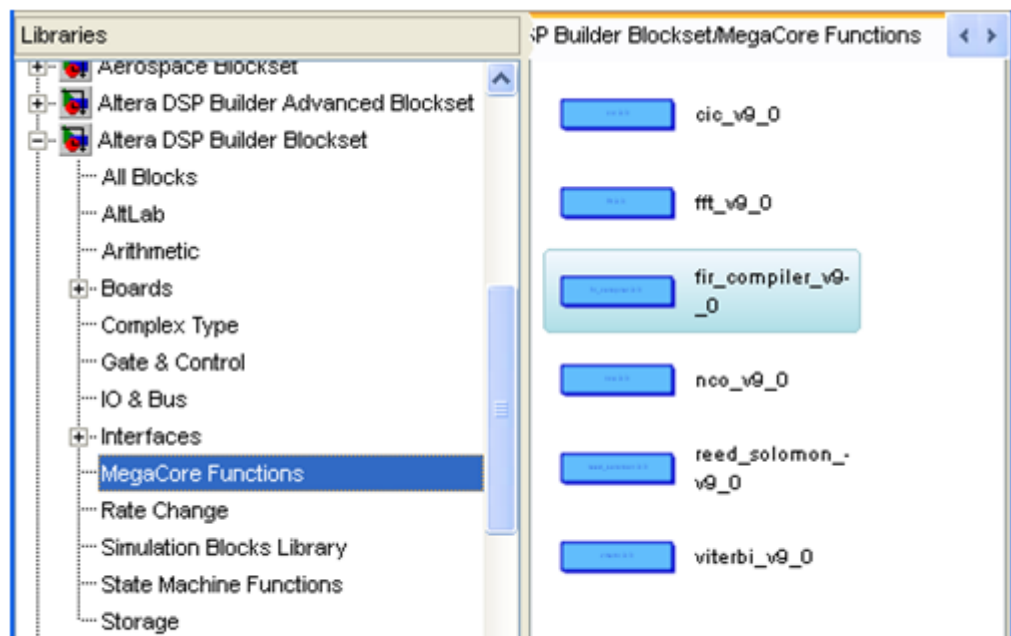 Libraries
Aerospace Blockset
Altera DSP Builder Advanced Blockset
Altera DSP Builder Blockset
All Blocks
AltLab
Arithmetic
Boards
Complex Type
Gate & Control
IO & Bus
Interfaces
MegaCore Functions
Rate Change
Simulation Blocks Library
State Machine Functions
Storage
SP Builder Blockset/MegaCore Functions
cic_v9_0
fft_v9_0
fir_compiler_v9-
_0
nco_v9_0
reed_solomon_-
v9_0
viterbi_v9_0